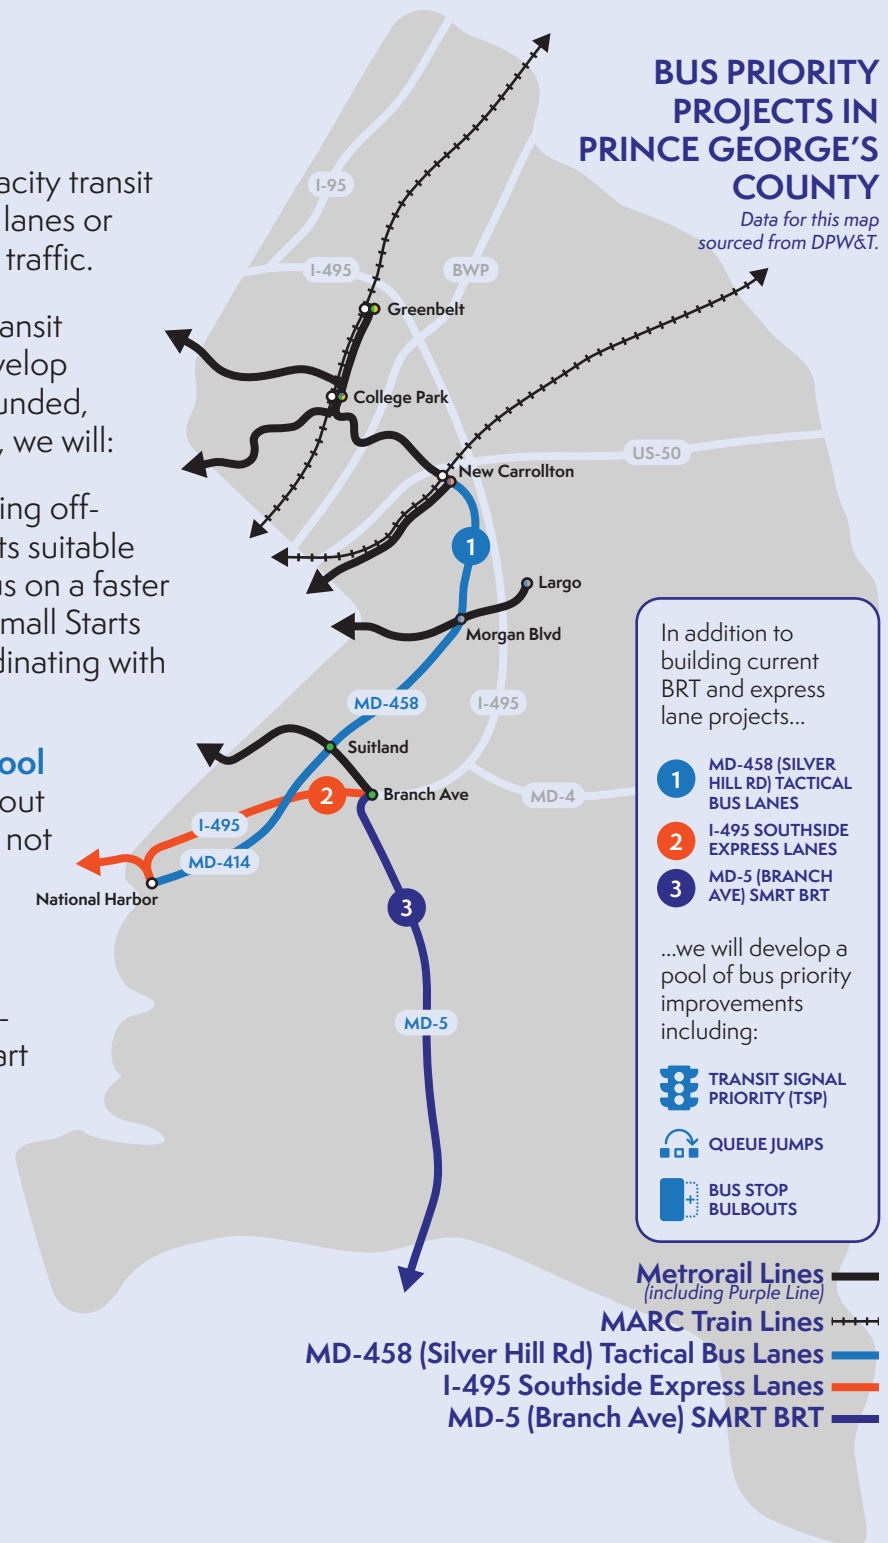 BUS PRIORITY
PROJECTS IN
PRINCE GEORGE'S
COUNTY
Data for this map
sourced from DPW&T.
acity transit
lanes or
traffic.
ansit
velop
unded,
, we will:
ing off-
ts suitable
us on a faster
mall Starts
dinating with
ool
out
not
-
art
I-95
I-495
BWP
Greenbelt
College Park
US-50
New Carrollton
1
Largo
Morgan Blvd
MD-458
I-495
Suitland
2
Branch Ave
MD-4
I-495
MD-414
National Harbor
3
MD-5
In addition to
building current
BRT and express
lane projects...
1
MD-458 (SILVER
HILL RD) TACTICAL
BUS LANES
2
I-495 SOUTHSIDE
EXPRESS LANES
3
MD-5 (BRANCH
AVE) SMRT BRT
...we will develop a
pool of bus priority
improvements
including:
TRANSIT SIGNAL
PRIORITY (TSP)
QUEUE JUMPS
BUS STOP
BULBOUTS
Metrorail Lines
(including Purple Line)
MARC Train Lines
MD-458 (Silver Hill Rd) Tactical Bus Lanes
I-495 Southside Express Lanes
MD-5 (Branch Ave) SMRT BRT